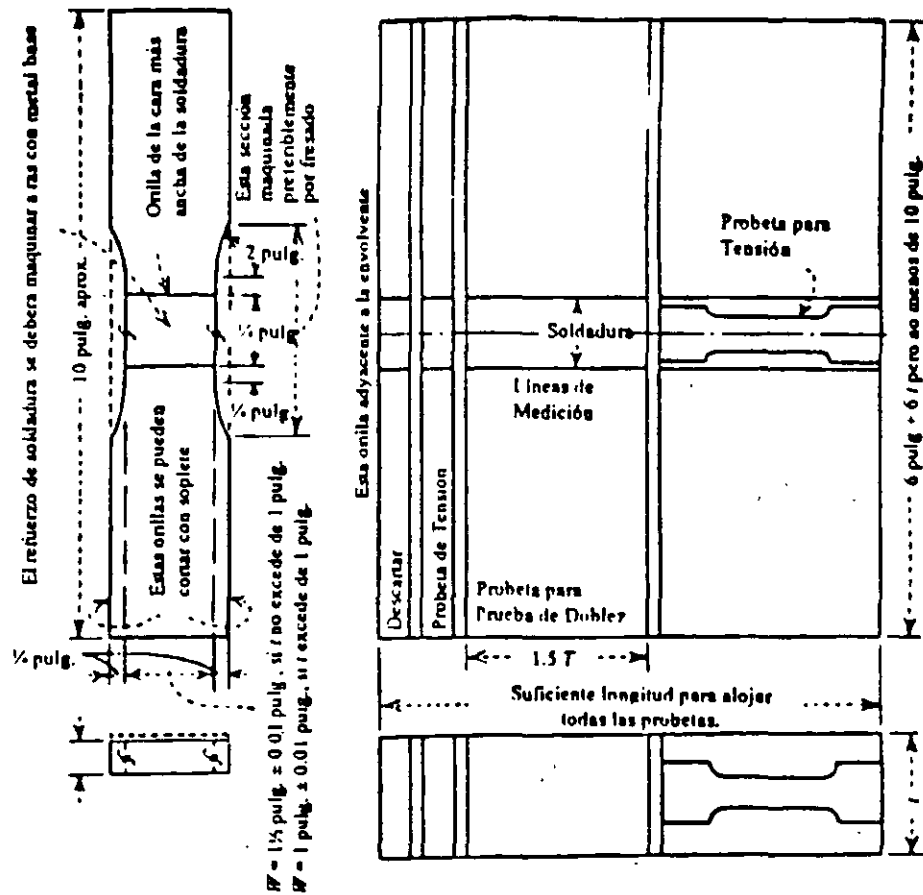 El refuerzo de soldadura se debera maquinar a ras con metal base
10 pulg. aprox.
Orilla de la cara más
ancha de la soldadura
Esta sección
maquinada
preferiblemente
por fresado
2 pulg.
¼ pulg
¼ pulg
Estas orillas se pueden
cortar con soplete
¼ pulg.
W = 1½ pulg. ± 0.01 pulg., si t no excede de 1 pulg.
W = 1 pulg. ± 0.01 pulg., si t excede de 1 pulg.
Esta orilla adyacente a la envolvente
Probeta para
Tensión
Soldadura
Líneas de
Medición
Descartar
Probeta de Tensión
Probeta para
Prueba de Doblez
1.5 T
6 pulg + 6 t pero no menos de 10 pulg.
Suficiente longitud para alojar
todas las probetas.
t